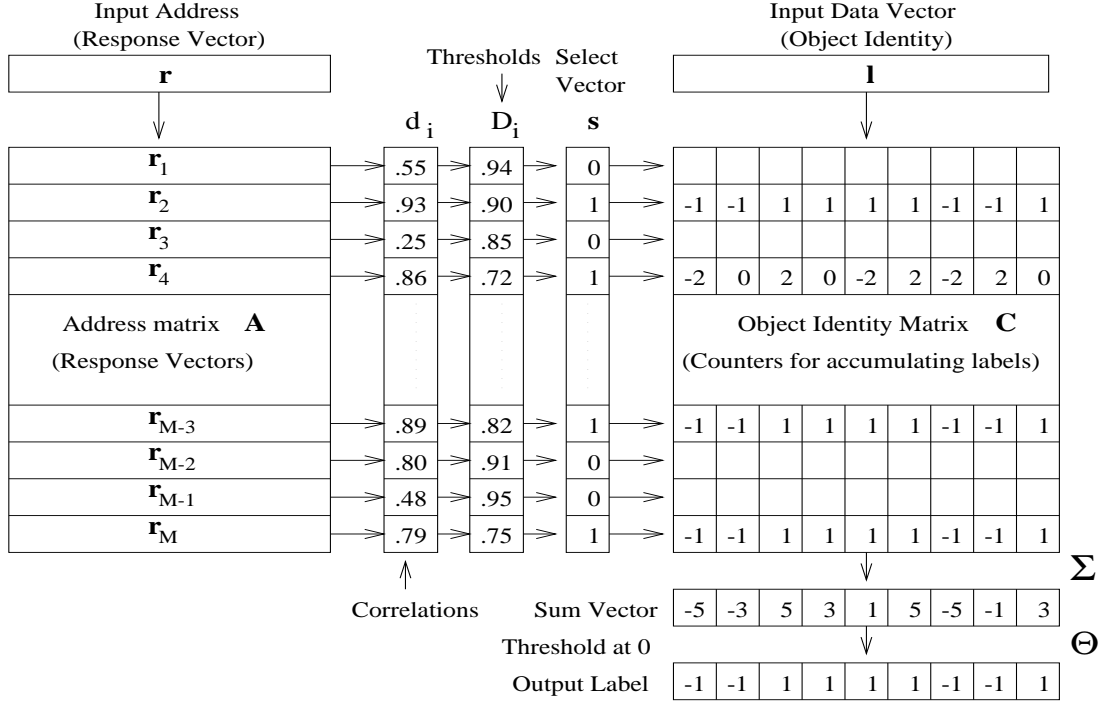 Input Address
(Response Vector)
Input Data Vector
(Object Identity)
Thresholds
Select
Vector
r
l
d i
D i
s
r1 .55 .94 0
r2 .93 .90 1 -1 -1 1 1 1 1 -1 -1 1
r3 .25 .85 0
r4 .86 .72 1 -2 0 2 0 -2 2 -2 2 0
Address matrix A
(Response Vectors)
Object Identity Matrix C
(Counters for accumulating labels)
rM-3 .89 .82 1 -1 -1 1 1 1 1 -1 -1 1
rM-2 .80 .91 0
rM-1 .48 .95 0
rM .79 .75 1 -1 -1 1 1 1 1 -1 -1 1
Σ
Correlations
Sum Vector -5 -3 5 3 1 5 -5 -1 3
Threshold at 0
Θ
Output Label -1 -1 1 1 1 1 -1 -1 1